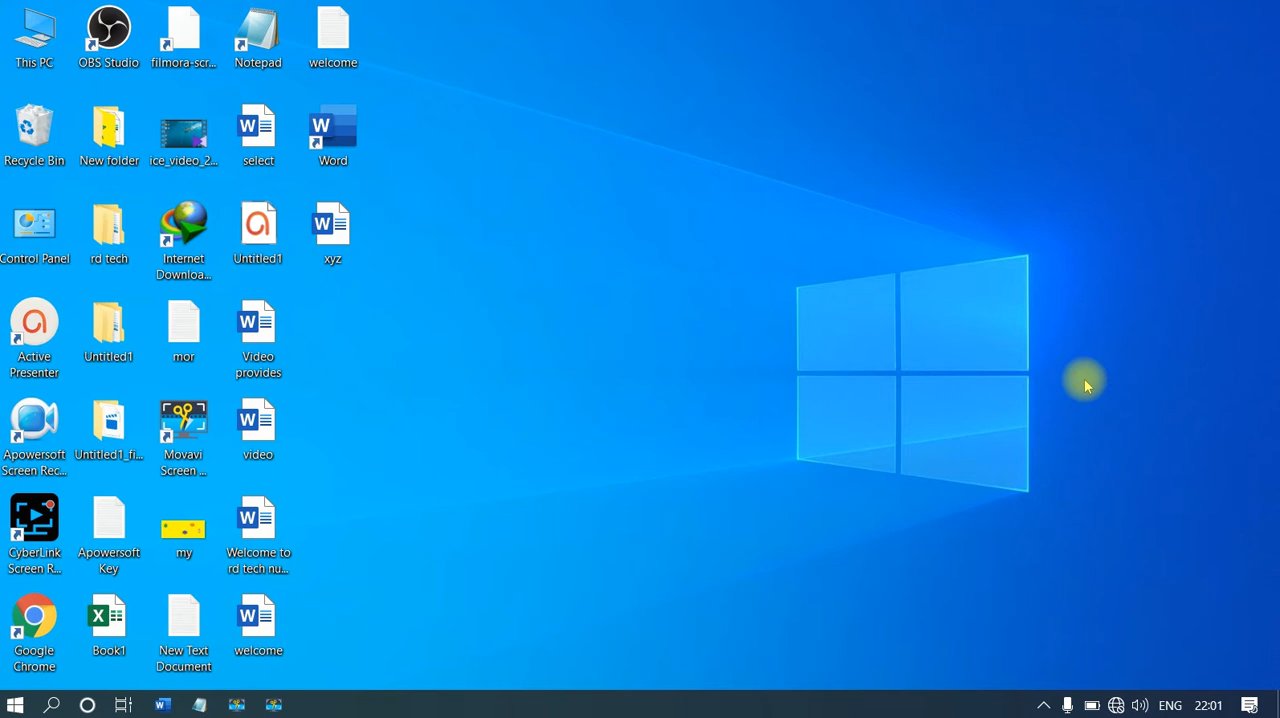 This PC
OBS Studio
filmora-scr...
Notepad
welcome
Recycle Bin
New folder
ice_video_2...
select
Word
Control Panel
rd tech
Internet
Downloa...
Untitled1
xyz
Active
Presenter
Untitled1
mor
Video
provides
Apowersoft
Screen Rec...
Untitled1_fi...
Movavi
Screen ...
video
CyberLink
Screen R...
Apowersoft
Key
my
Welcome to
rd tech nu...
Google
Chrome
Book1
New Text
Document
welcome
ENG
22:01